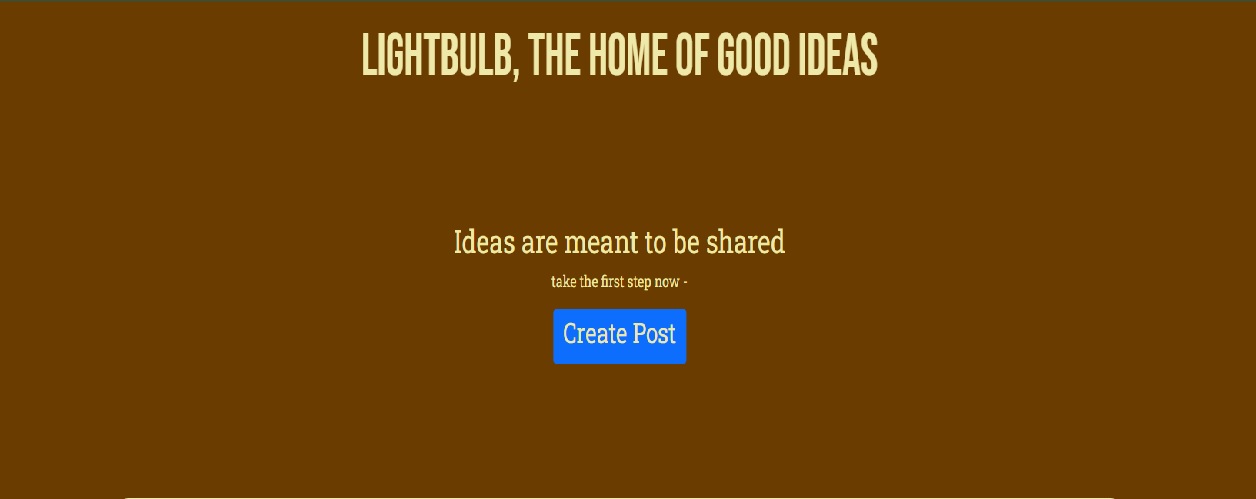 LIGHTBULB, THE HOME OF GOOD IDEAS
Ideas are meant to be shared
take the first step now -
Create Post